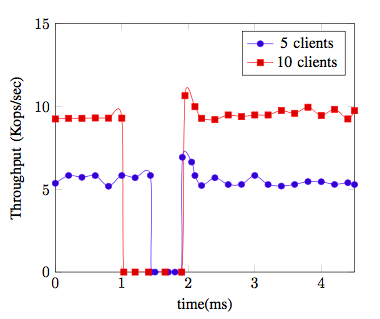 15
5 clients
10 clients
10
Throughput (Kops/sec)
5
0
0 1 2 3 4
time(ms)